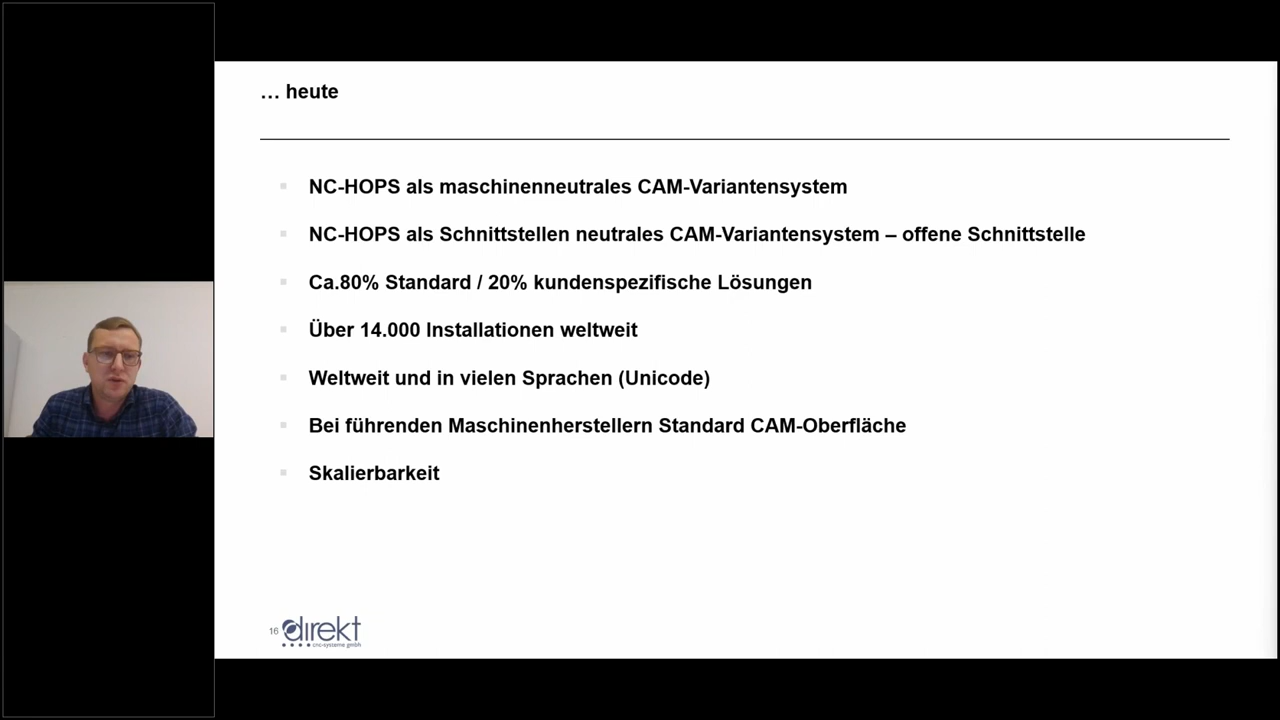 … heute
NC-HOPS als maschinenneutrales CAM-Variantensystem
NC-HOPS als Schnittstellen neutrales CAM-Variantensystem – offene Schnittstelle
Ca.80% Standard / 20% kundenspezifische Lösungen
Über 14.000 Installationen weltweit
Weltweit und in vielen Sprachen (Unicode)
Bei führenden Maschinenherstellern Standard CAM-Oberfläche
Skalierbarkeit
16 direkt
cnc-systeme gmbh